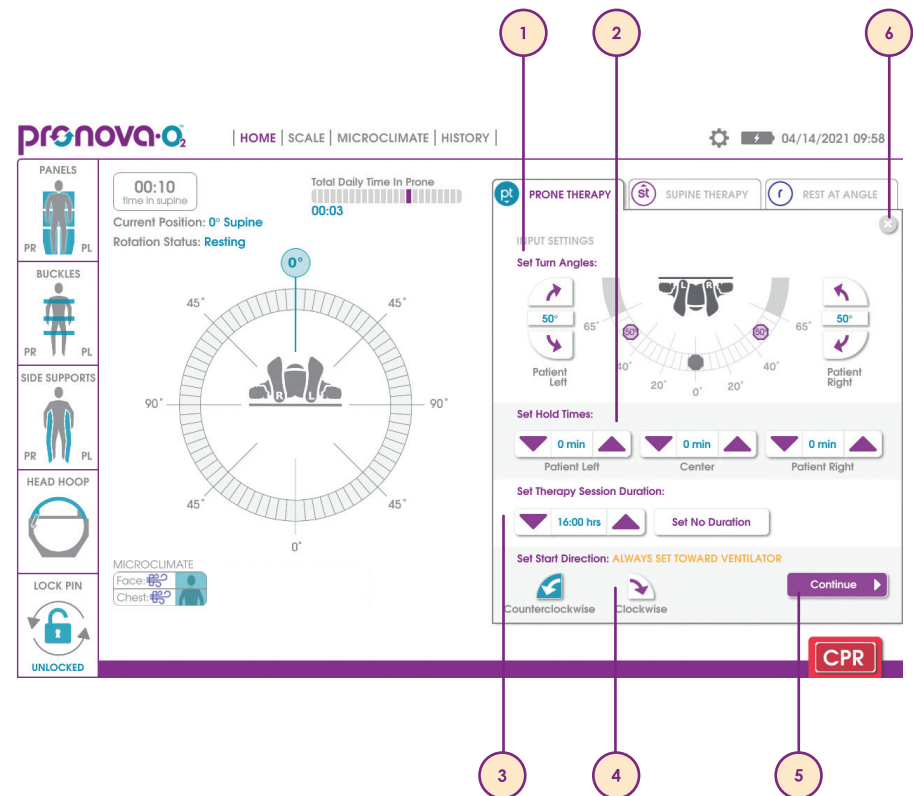 1
2
6
pronova·O2
HOME | SCALE | MICROCLIMATE | HISTORY |
04/14/2021 09:58
PANELS
PR PL
BUCKLES
PR PL
SIDE SUPPORTS
PR PL
HEAD HOOP
LOCK PIN
UNLOCKED
00:10
time in supine
Total Daily Time In Prone
00:03
Current Position: 0° Supine
Rotation Status: Resting
0°
45° 45°
R L
90° 90°
45° 45°
0°
MICROCLIMATE
Face:
Chest:
pt PRONE THERAPY
st SUPINE THERAPY
r REST AT ANGLE
INPUT SETTINGS
Set Turn Angles:
50°
Patient
Left
L R
65° 65°
50° 50°
40° 40°
20° 20°
0°
50°
Patient
Right
Set Hold Times:
0 min 0 min 0 min
Patient Left Center Patient Right
Set Therapy Session Duration:
16:00 hrs Set No Duration
Set Start Direction: ALWAYS SET TOWARD VENTILATOR
Counterclockwise Clockwise
Continue
CPR
3
4
5